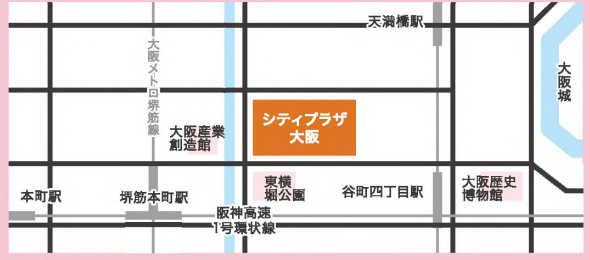 天満橋駅
大阪メトロ堺筋線
大阪城
シティプラザ
大阪
大阪産業
創造館
東横
堀公園
大阪歴史
博物館
本町駅
堺筋本町駅
谷町四丁目駅
阪神高速
1号環状線